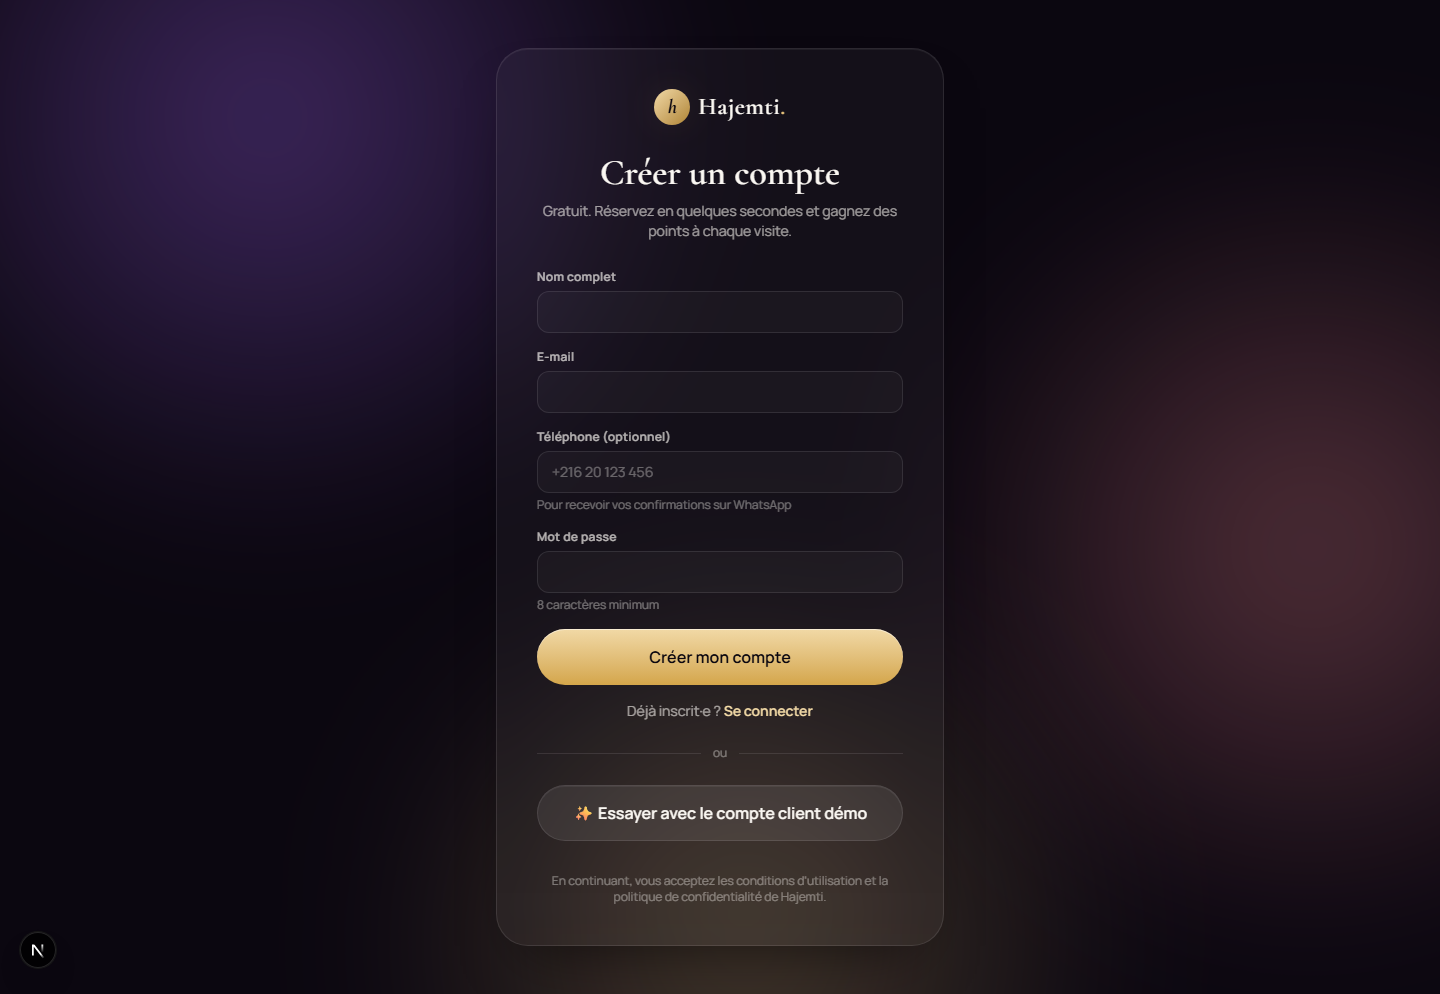 h Hajemti.
Créer un compte
Gratuit. Réservez en quelques secondes et gagnez des
points à chaque visite.
Nom complet
E-mail
Téléphone (optionnel)
+216 20 123 456
Pour recevoir vos confirmations sur WhatsApp
Mot de passe
8 caractères minimum
Créer mon compte
Déjà inscrit·e ? Se connecter
ou
✨ Essayer avec le compte client démo
En continuant, vous acceptez les conditions d'utilisation et la
politique de confidentialité de Hajemti.
N